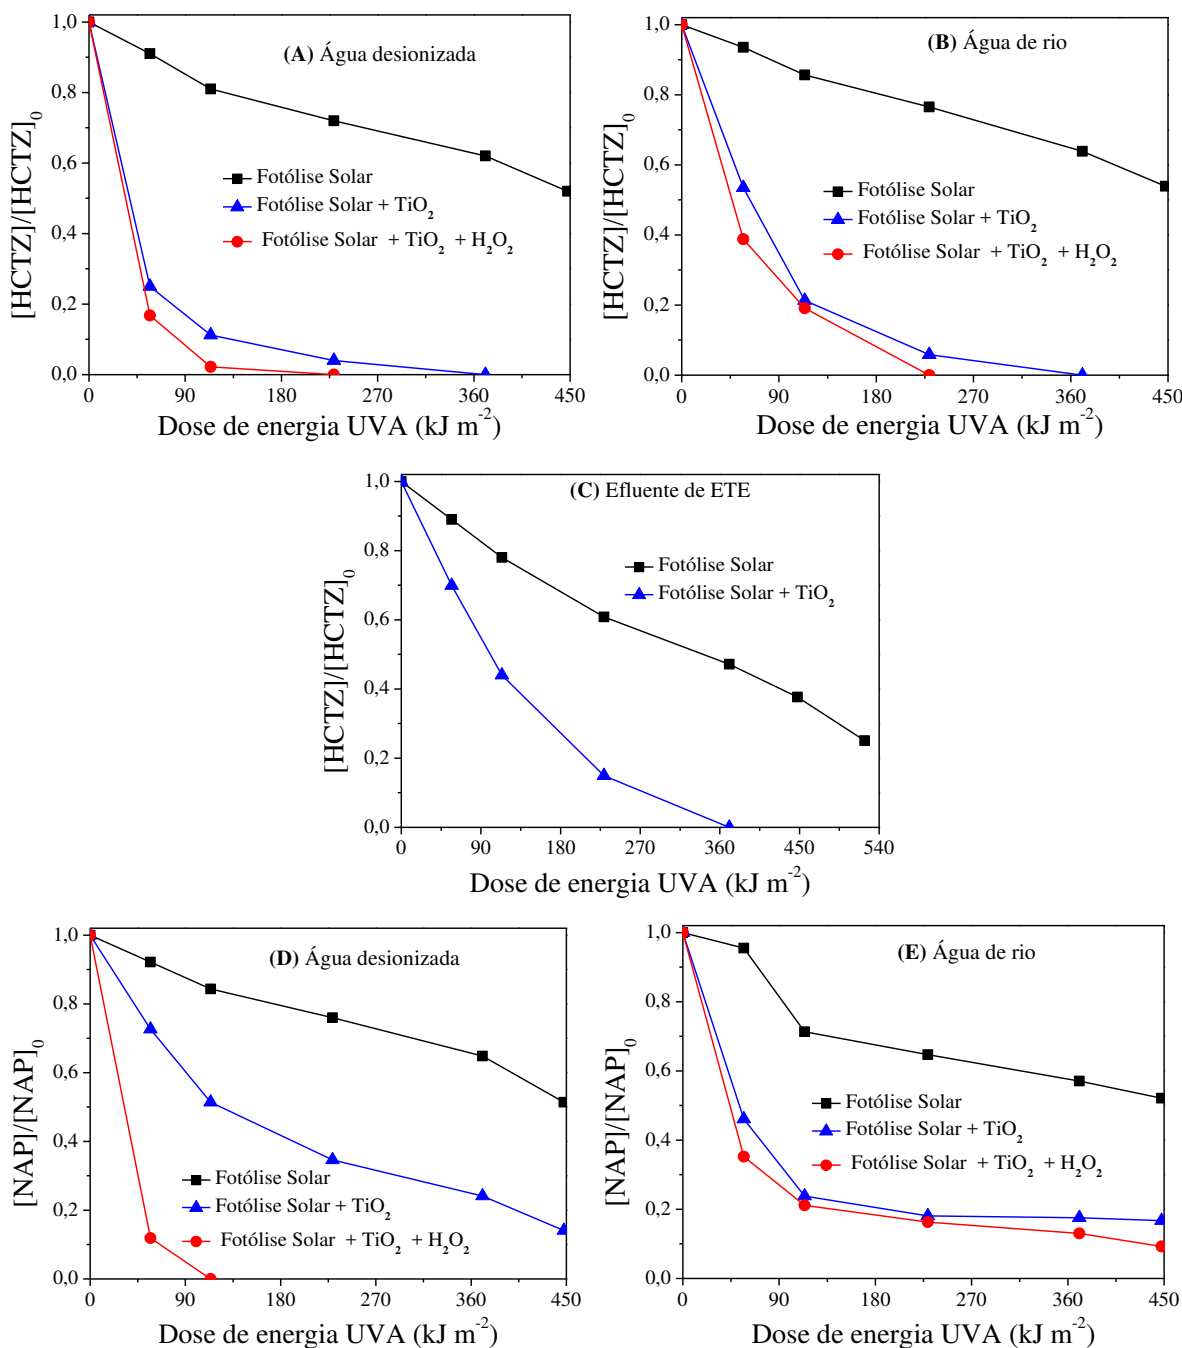 (A) Água desionizada
[HCTZ]/[HCTZ]₀
1,0
0,8
0,6
0,4
0,2
0,0
Fotólise Solar
Fotólise Solar + TiO₂
Fotólise Solar + TiO₂ + H₂O₂
0 90 180 270 360 450
Dose de energia UVA (kJ m⁻²)
(B) Água de rio
[HCTZ]/[HCTZ]₀
1,0
0,8
0,6
0,4
0,2
0,0
Fotólise Solar
Fotólise Solar + TiO₂
Fotólise Solar + TiO₂ + H₂O₂
0 90 180 270 360 450
Dose de energia UVA (kJ m⁻²)
(C) Efluente de ETE
[HCTZ]/[HCTZ]₀
1,0
0,8
0,6
0,4
0,2
0,0
Fotólise Solar
Fotólise Solar + TiO₂
0 90 180 270 360 450 540
Dose de energia UVA (kJ m⁻²)
(D) Água desionizada
[NAP]/[NAP]₀
1,0
0,8
0,6
0,4
0,2
0,0
Fotólise Solar
Fotólise Solar + TiO₂
Fotólise Solar + TiO₂ + H₂O₂
0 90 180 270 360 450
Dose de energia UVA (kJ m⁻²)
(E) Água de rio
[NAP]/[NAP]₀
1,0
0,8
0,6
0,4
0,2
0,0
Fotólise Solar
Fotólise Solar + TiO₂
Fotólise Solar + TiO₂ + H₂O₂
0 90 180 270 360 450
Dose de energia UVA (kJ m⁻²)